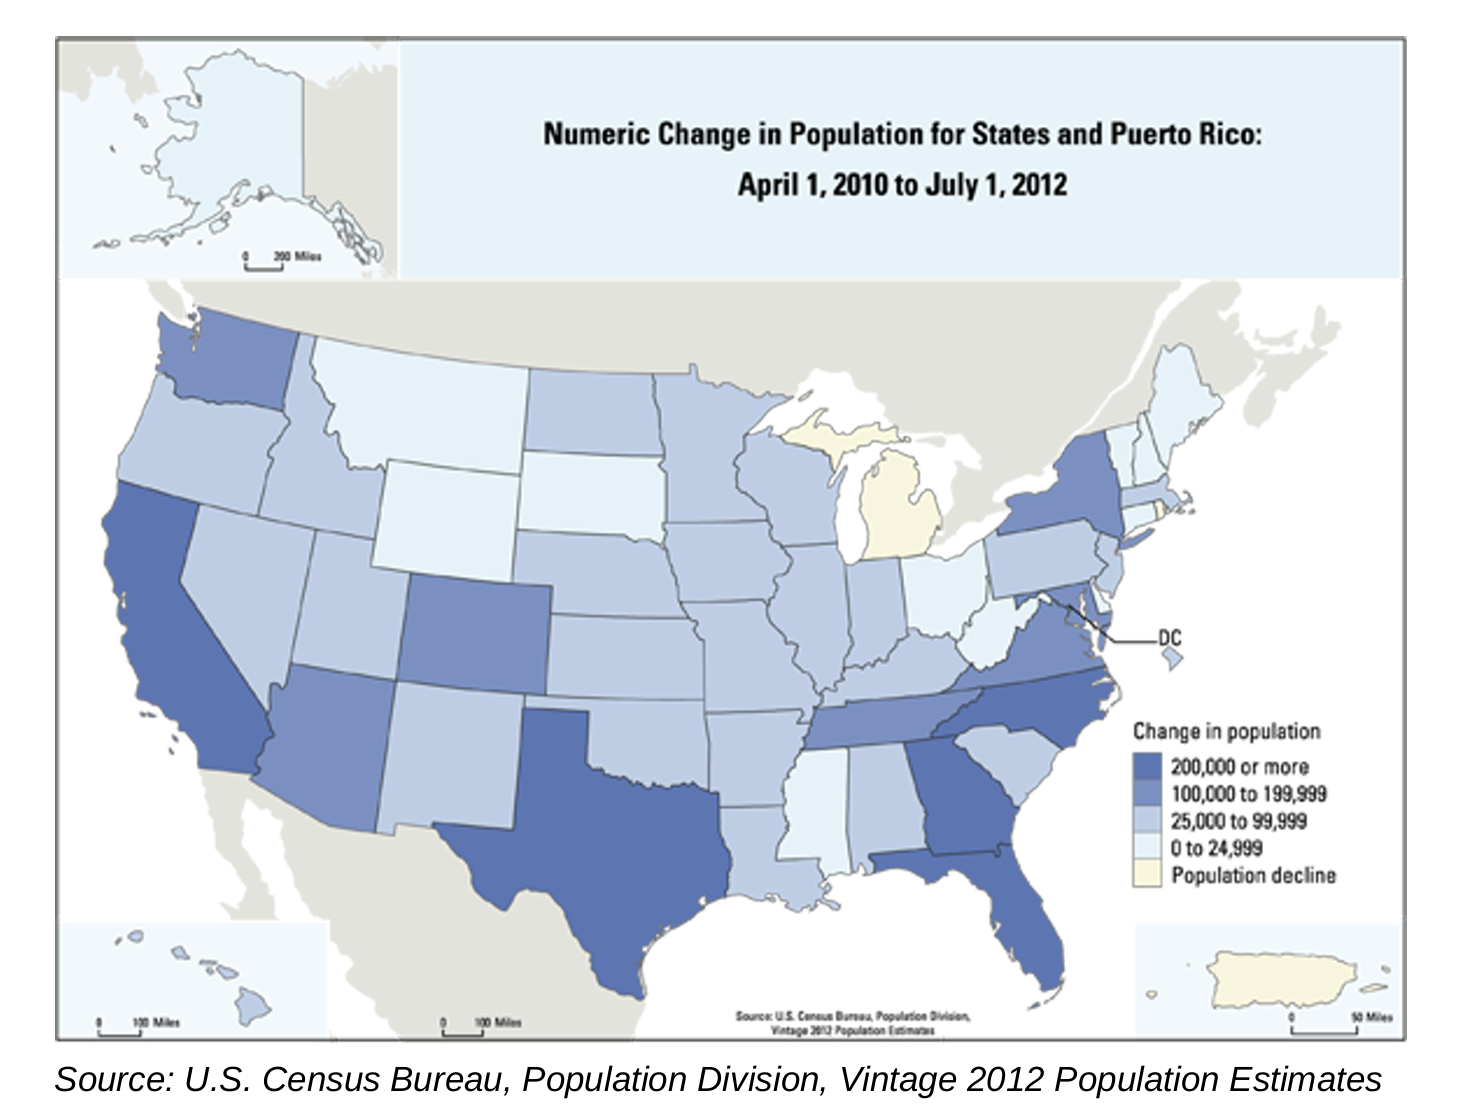 Numeric Change in Population for States and Puerto Rico:
April 1, 2010 to July 1, 2012
0 200 Miles
DC
Change in population
200,000 or more
100,000 to 199,999
25,000 to 99,999
0 to 24,999
Population decline
0 100 Miles
0 100 Miles
Source: U.S. Census Bureau, Population Division,
Vintage 2012 Population Estimates
0 50 Miles
Source: U.S. Census Bureau, Population Division, Vintage 2012 Population Estimates